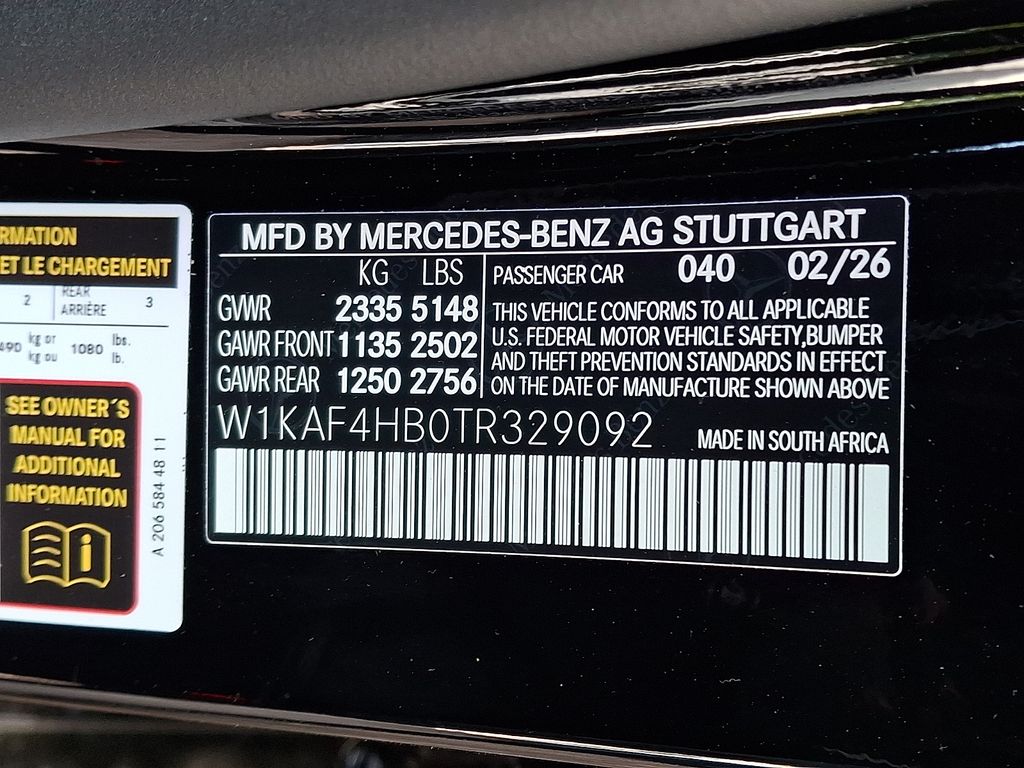 RMATION
ET LE CHARGEMENT
2 REAR ARRIÈRE 3
490 kg or kg ou 1080 lbs. lb.
SEE OWNER´S
MANUAL FOR
ADDITIONAL
INFORMATION
A 206 584 48 11
MFD BY MERCEDES-BENZ AG STUTTGART
KG LBS
GVWR 2335 5148
GAWR FRONT 1135 2502
GAWR REAR 1250 2756
PASSENGER CAR 040 02/26
THIS VEHICLE CONFORMS TO ALL APPLICABLE
U.S. FEDERAL MOTOR VEHICLE SAFETY,BUMPER
AND THEFT PREVENTION STANDARDS IN EFFECT
ON THE DATE OF MANUFACTURE SHOWN ABOVE
W1KAF4HB0TR329092
MADE IN SOUTH AFRICA